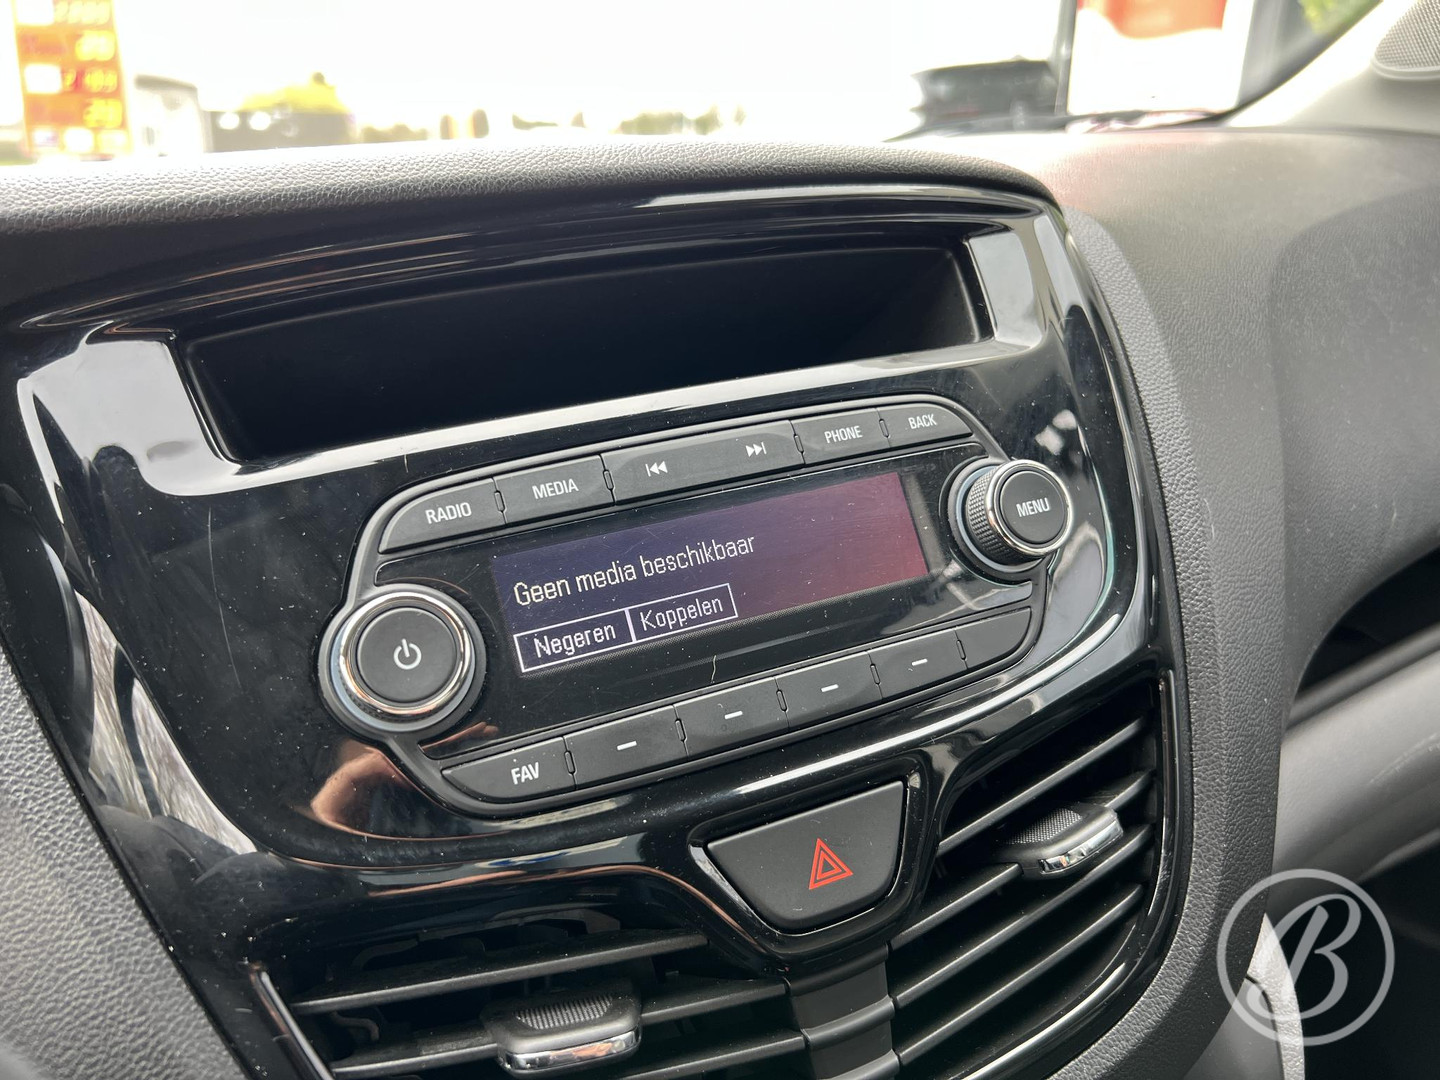 RADIO
MEDIA
PHONE
BACK
MENU
Geen media beschikbaar
Negeren
Koppelen
FAV
B